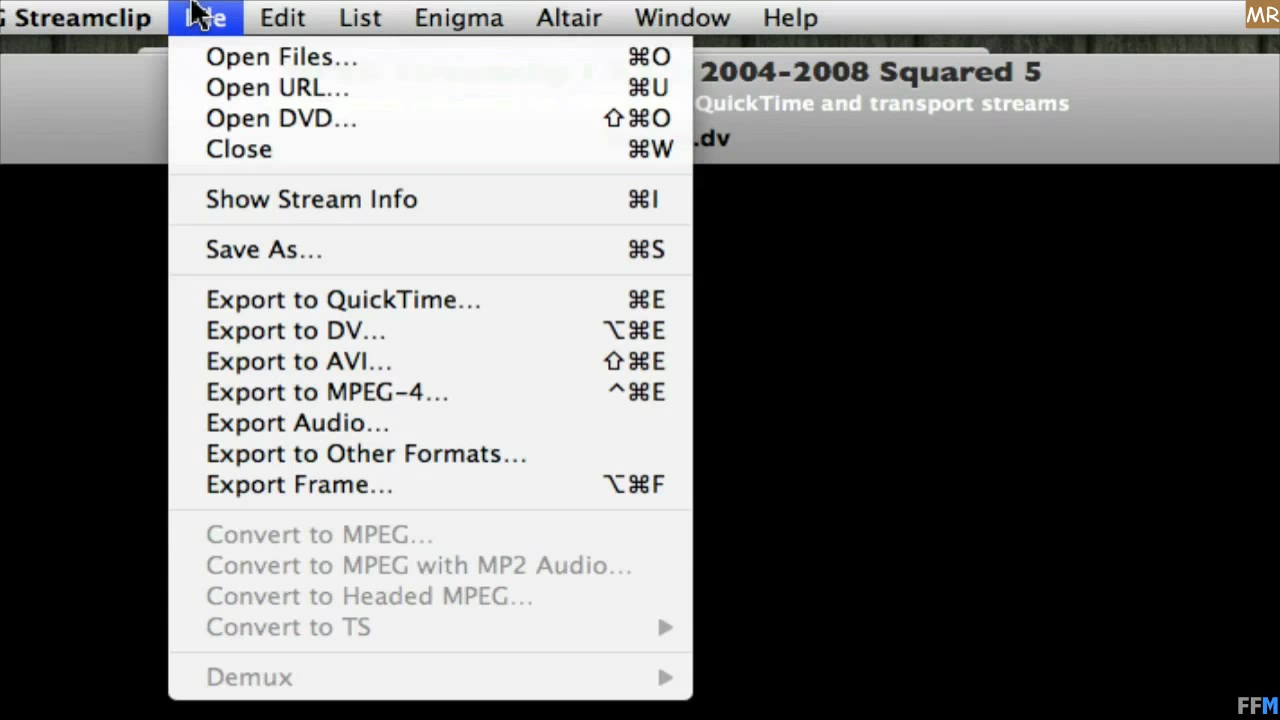 G Streamclip File Edit List Enigma Altair Window Help
MR
2004-2008 Squared 5
QuickTime and transport streams
.dv
Open Files... ⌘O
Open URL... ⌘U
Open DVD... ⇧⌘O
Close ⌘W
Show Stream Info ⌘I
Save As... ⌘S
Export to QuickTime... ⌘E
Export to DV... ⌥⌘E
Export to AVI... ⇧⌘E
Export to MPEG-4... ^⌘E
Export Audio...
Export to Other Formats...
Export Frame... ⌥⌘F
Convert to MPEG...
Convert to MPEG with MP2 Audio...
Convert to Headed MPEG...
Convert to TS
Demux
FFM